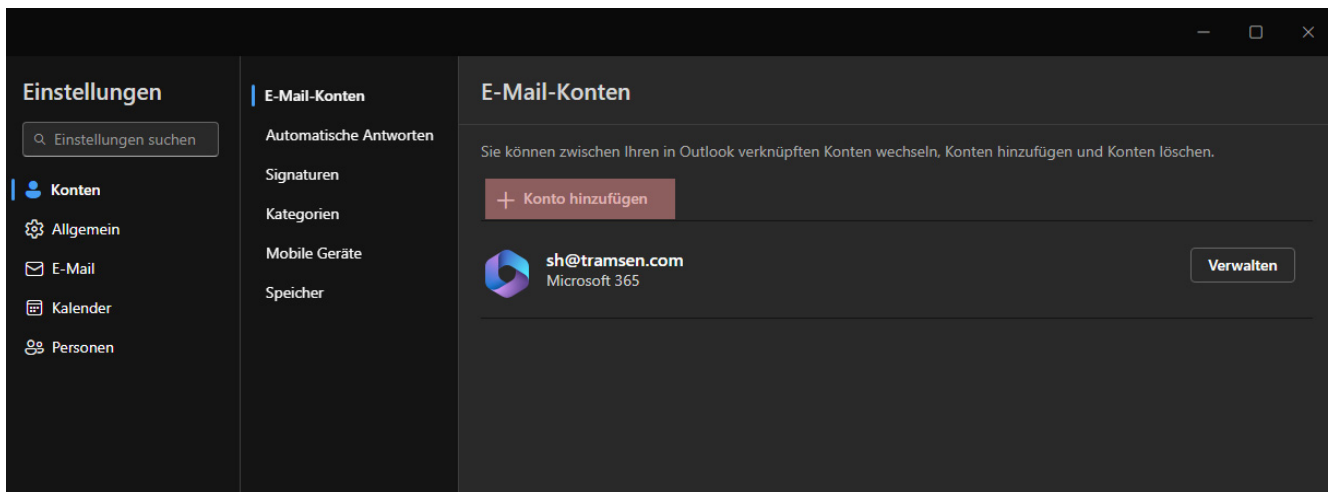 Einstellungen
Einstellungen suchen
Konten
Allgemein
E-Mail
Kalender
Personen
E-Mail-Konten
Automatische Antworten
Signaturen
Kategorien
Mobile Geräte
Speicher
E-Mail-Konten
Sie können zwischen Ihren in Outlook verknüpften Konten wechseln, Konten hinzufügen und Konten löschen.
Konto hinzufügen
sh@tramsen.com
Microsoft 365
Verwalten